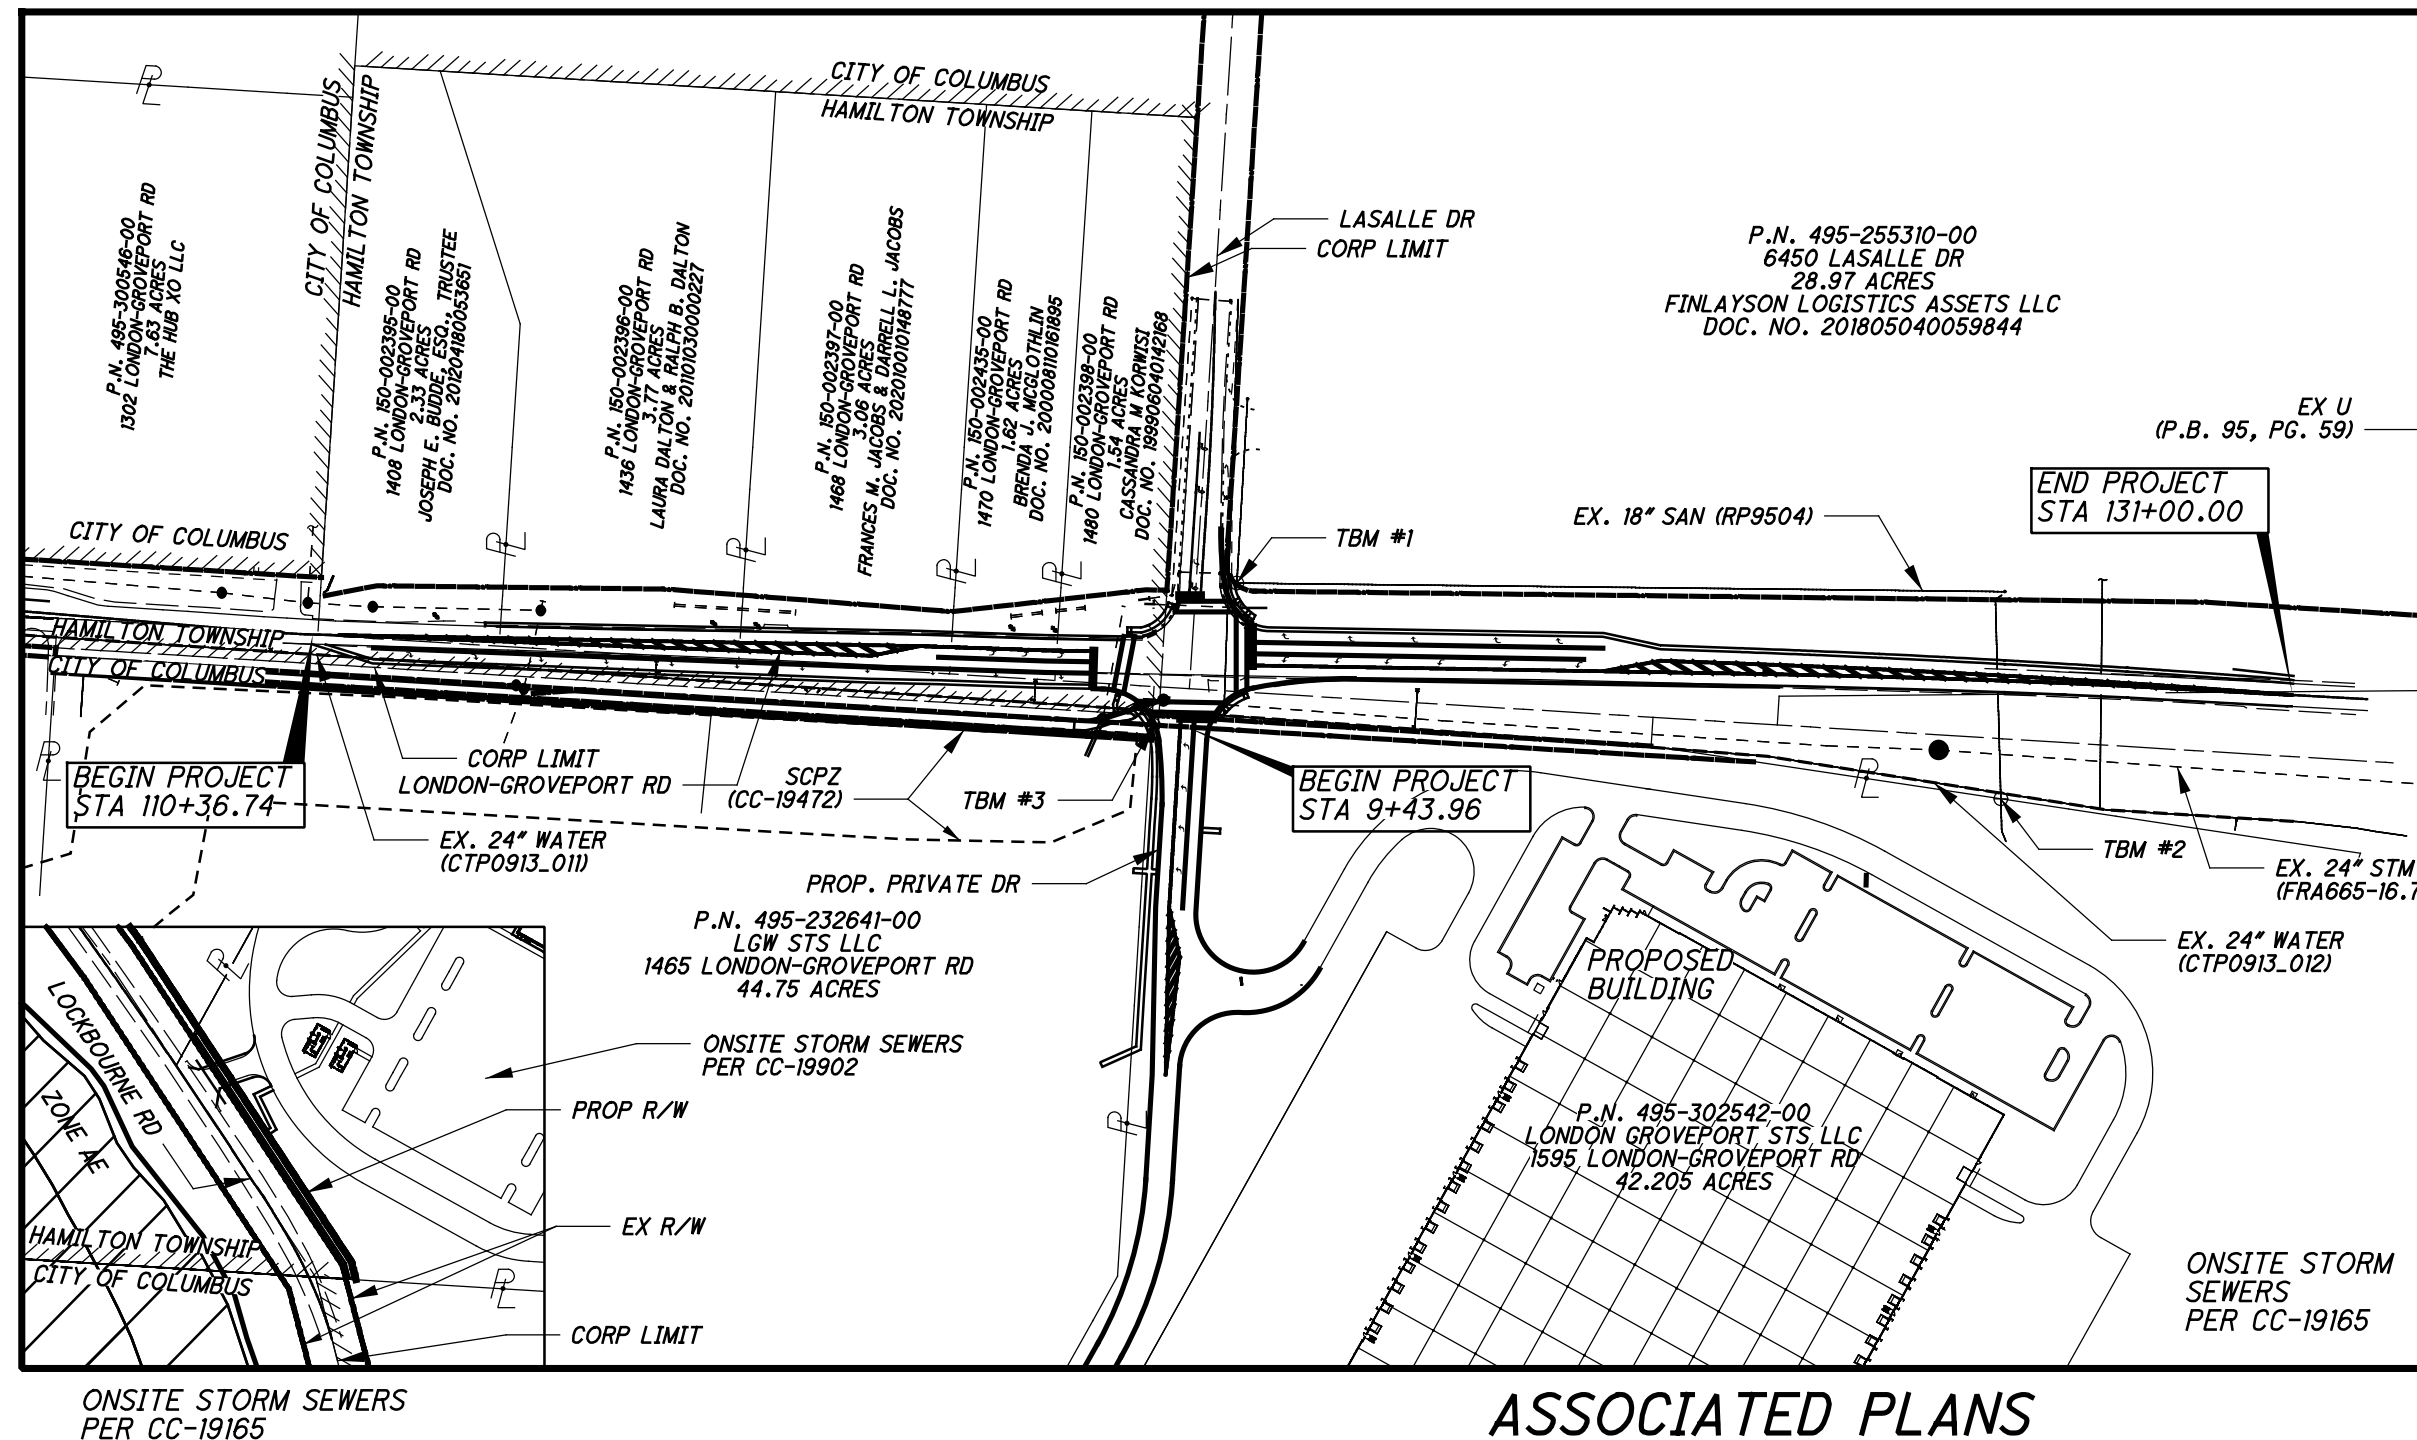 CITY OF COLUMBUS
HAMILTON TOWNSHIP
CITY OF COLUMBUS
HAMILTON TOWNSHIP
P.N. 495-300546-00
1302 LONDON-GROVEPORT RD
7.63 ACRES
THE HUB XO LLC
P.N. 150-002395-00
1408 LONDON-GROVEPORT RD
2.33 ACRES
JOSEPH E. BUDDE, ESQ., TRUSTEE
DOC. NO. 201204180053651
P.N. 150-002396-00
1436 LONDON-GROVEPORT RD
3.77 ACRES
LAURA DALTON & RALPH B. DALTON
DOC. NO. 201101030000227
P.N. 150-002397-00
1468 LONDON-GROVEPORT RD
3.06 ACRES
FRANCES M. JACOBS & DARRELL L. JACOBS
DOC. NO. 202010010148777
P.N. 150-002435-00
1470 LONDON-GROVEPORT RD
1.62 ACRES
BRENDA J. MCGLOTHLIN
DOC. NO. 200008110161895
P.N. 150-002398-00
1480 LONDON-GROVEPORT RD
1.54 ACRES
CASSANDRA M KORWISI
DOC. NO. 199906040142168
LASALLE DR
CORP LIMIT
P.N. 495-255310-00
6450 LASALLE DR
28.97 ACRES
FINLAYSON LOGISTICS ASSETS LLC
DOC. NO. 201805040059844
EX U
(P.B. 95, PG. 59)
END PROJECT
STA 131+00.00
EX. 18" SAN (RP9504)
TBM #1
CITY OF COLUMBUS
HAMILTON TOWNSHIP
CITY OF COLUMBUS
BEGIN PROJECT
STA 110+36.74
CORP LIMIT
LONDON-GROVEPORT RD
EX. 24" WATER
(CTP0913_011)
SCPZ
(CC-19472)
TBM #3
BEGIN PROJECT
STA 9+43.96
PROP. PRIVATE DR
TBM #2
EX. 24" STM
(FRA665-16.7
EX. 24" WATER
(CTP0913_012)
P.N. 495-232641-00
LGW STS LLC
1465 LONDON-GROVEPORT RD
44.75 ACRES
ONSITE STORM SEWERS
PER CC-19902
PROPOSED
BUILDING
P.N. 495-302542-00
LONDON GROVEPORT STS LLC
1595 LONDON-GROVEPORT RD
42.205 ACRES
LOCKBOURNE RD
ZONE AE
PROP R/W
EX R/W
HAMILTON TOWNSHIP
CITY OF COLUMBUS
CORP LIMIT
ONSITE STORM
SEWERS
PER CC-19165
ONSITE STORM SEWERS
PER CC-19165
ASSOCIATED PLANS